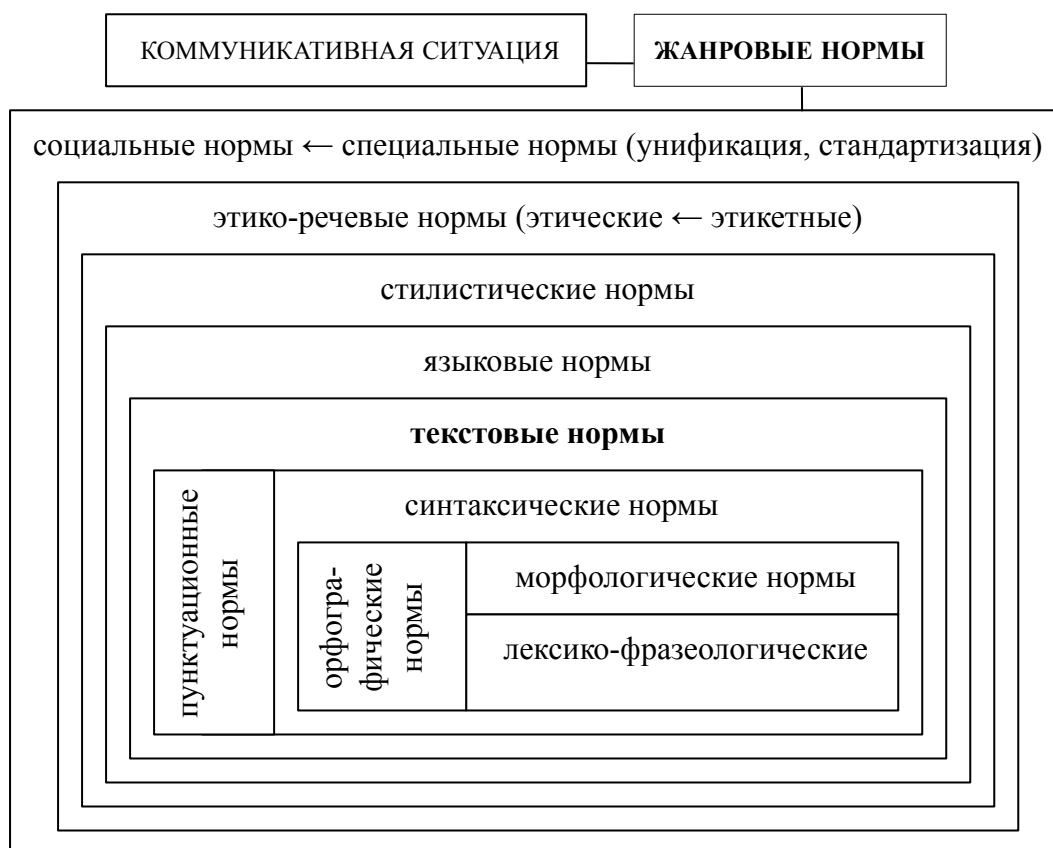 КОММУНИКАТИВНАЯ СИТУАЦИЯ
ЖАНРОВЫЕ НОРМЫ
социальные нормы ← специальные нормы (унификация, стандартизация)
этико-речевые нормы (этические ← этикетные)
стилистические нормы
языковые нормы
текстовые нормы
пунктуационные
нормы
синтаксические нормы
орфогра-
фические
нормы
морфологические нормы
лексико-фразеологические